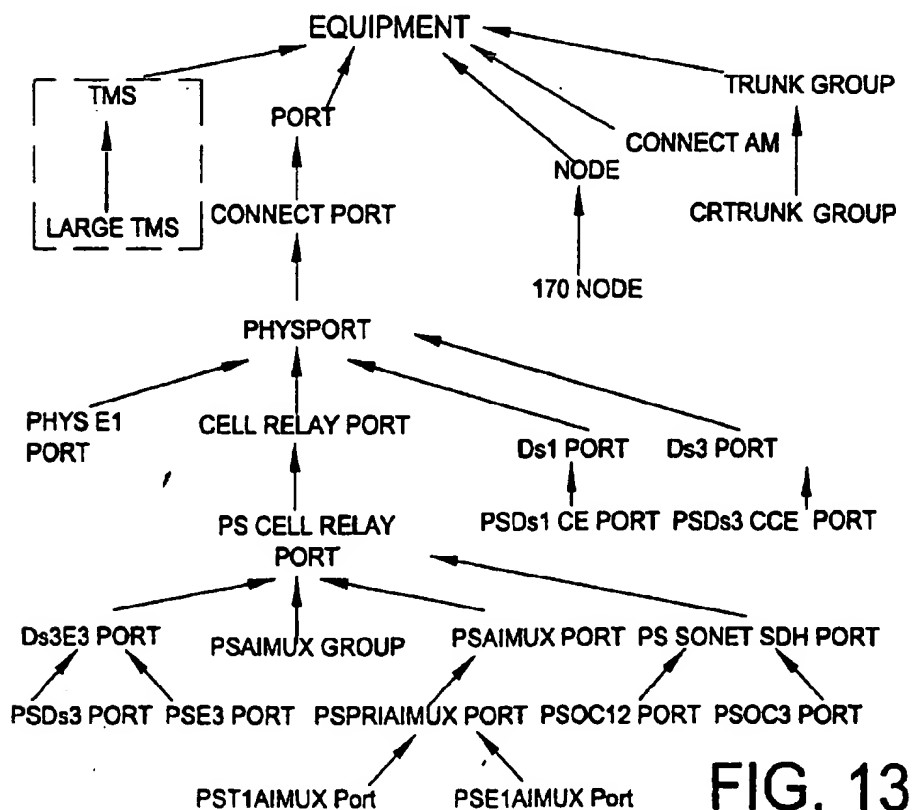 EQUIPMENT
TMS
TRUNK GROUP
PORT
CONNECT AM
NODE
LARGE TMS
CONNECT PORT
CRTRUNK GROUP
170 NODE
PHYSPORT
PHYS E1
PORT
CELL RELAY PORT
Ds1 PORT
Ds3 PORT
PS CELL RELAY
PORT
PSDs1 CE PORT
PSDs3 CCE PORT
Ds3E3 PORT
PSAIMUX GROUP
PSAIMUX PORT
PS SONET SDH PORT
PSDs3 PORT
PSE3 PORT
PSPRIAIMUX PORT
PSOC12 PORT
PSOC3 PORT
PST1AIMUX Port
PSE1AIMUX Port
FIG. 13